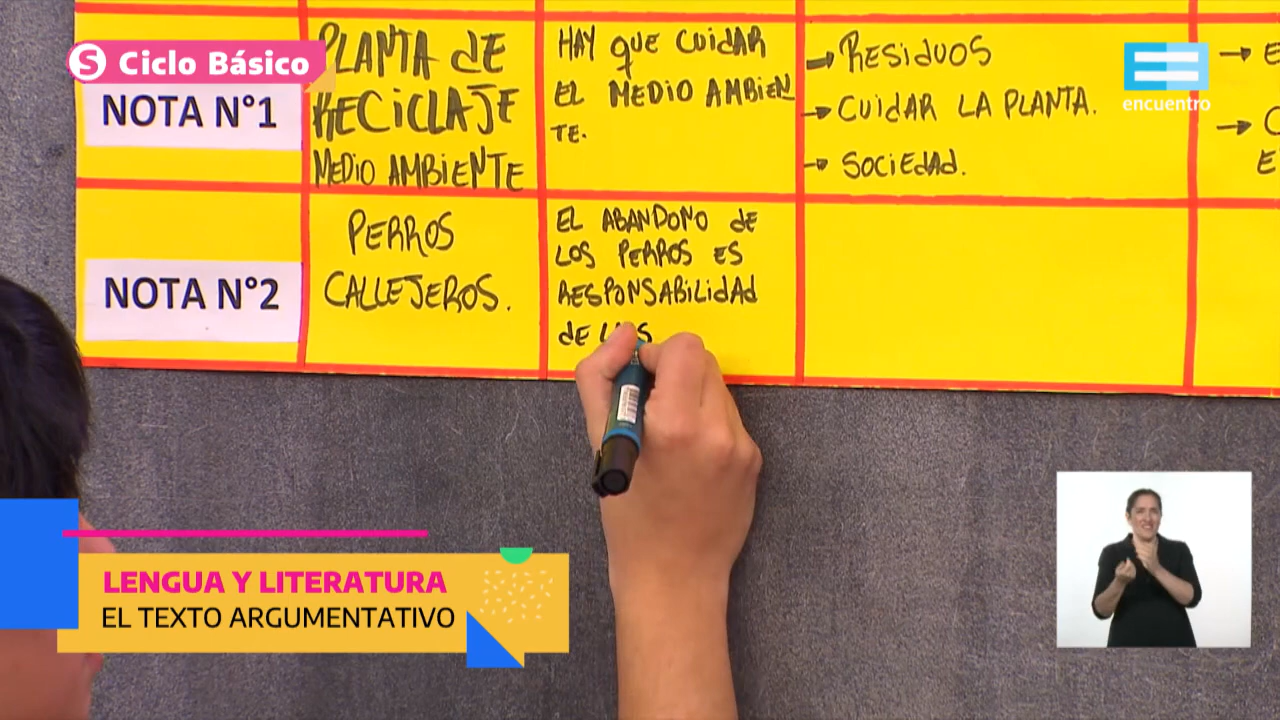 S Ciclo Básico
encuentro
NOTA N°1
PLANTA de
RECICLAJE
MEDIO AMBIENTE
HAY que CUIDAR
EL MEDIO AMBIEN
TE.
→ RESIDUOS
→ CUIDAR LA PLANTA.
→ SOCIEDAD.
→ E
→ C
E
NOTA N°2
PERROS
CALLEJEROS.
EL ABANDONO de
LOS PERROS ES
RESPONSABILIDAD
de
LENGUA Y LITERATURA
EL TEXTO ARGUMENTATIVO